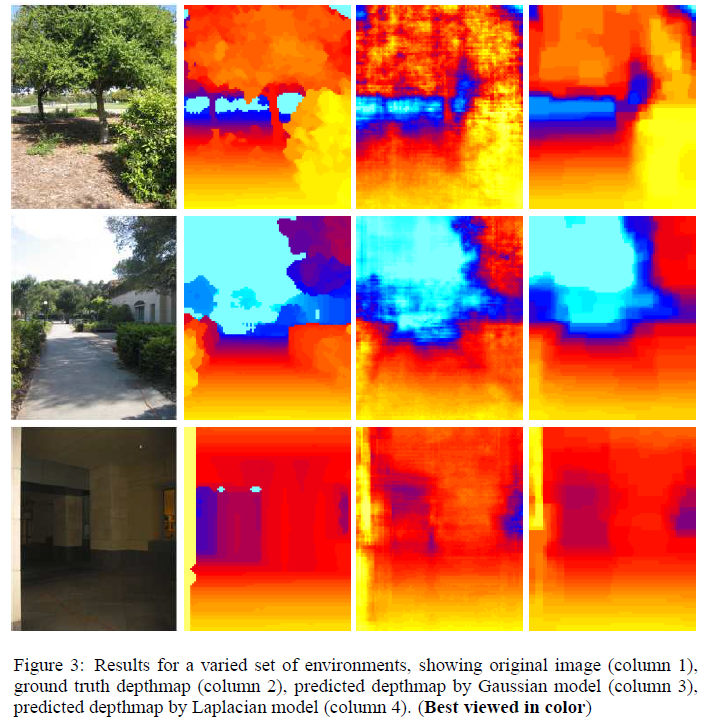 Figure 3: Results for a varied set of environments, showing original image (column 1),
ground truth depthmap (column 2), predicted depthmap by Gaussian model (column 3),
predicted depthmap by Laplacian model (column 4). (Best viewed in color)